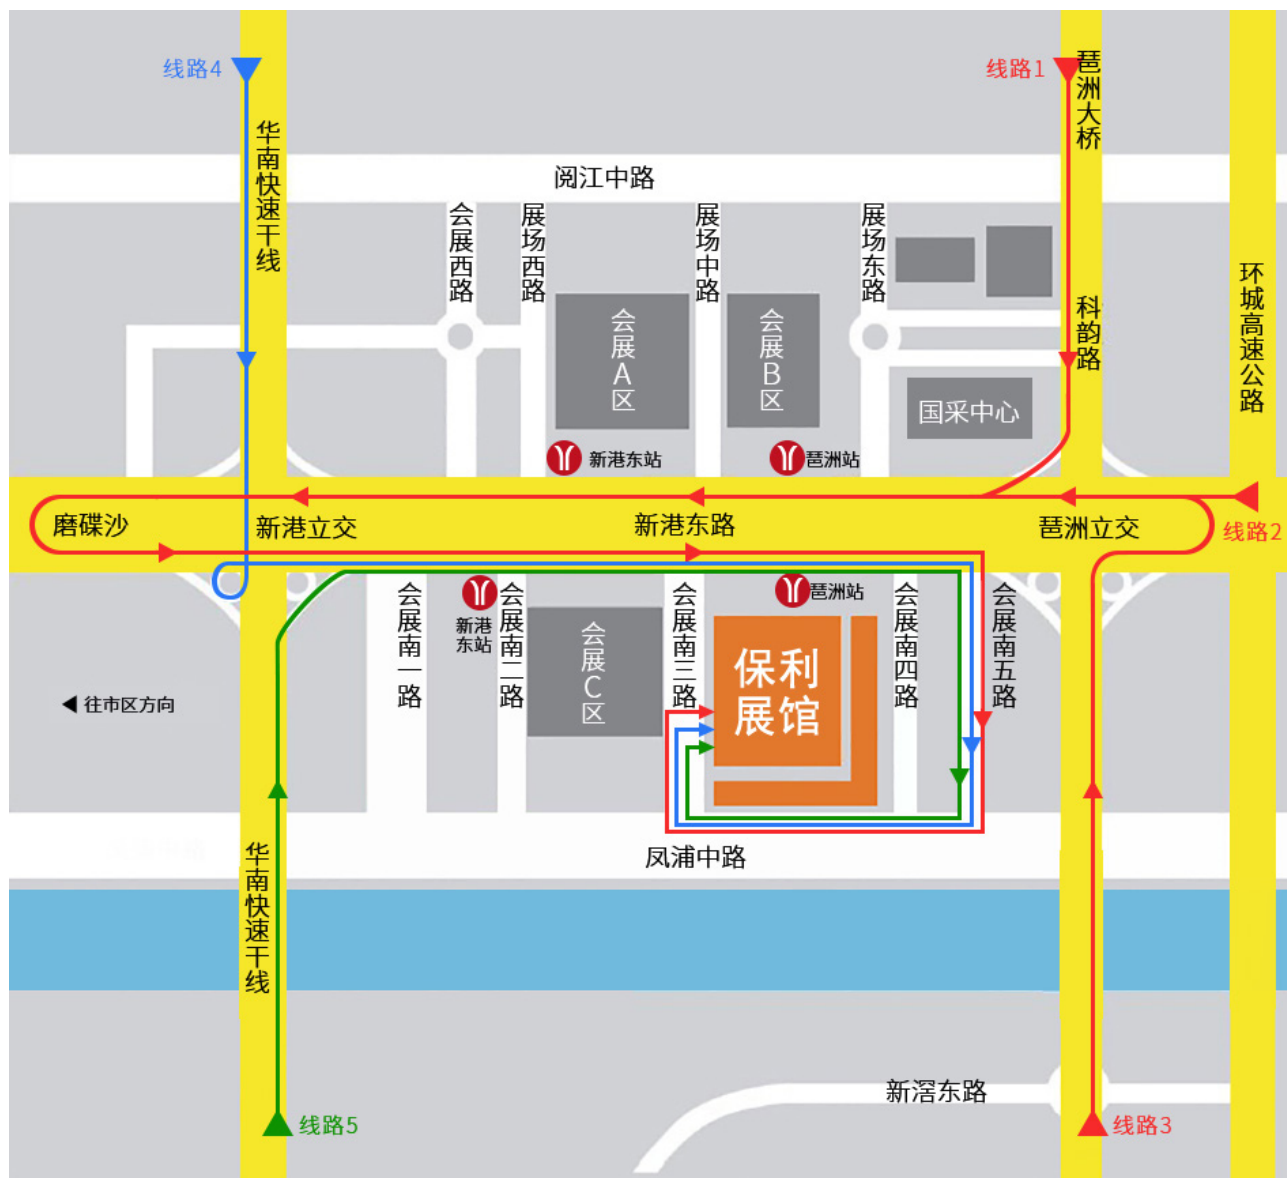 线路4
线路1
琶洲大桥
华南快速干线
阅江中路
会展西路
展场西路
展场中路
展场东路
环城高速公路
科韵路
会展A区
会展B区
国采中心
新港东站
琶洲站
磨碟沙
新港立交
新港东路
琶洲立交
线路2
会展南一路
新港
东站
会展南二路
会展C区
会展南三路
琶洲站
保利
展馆
会展南四路
会展南五路
往市区方向
华南快速干线
凤浦中路
新滘东路
线路5
线路3